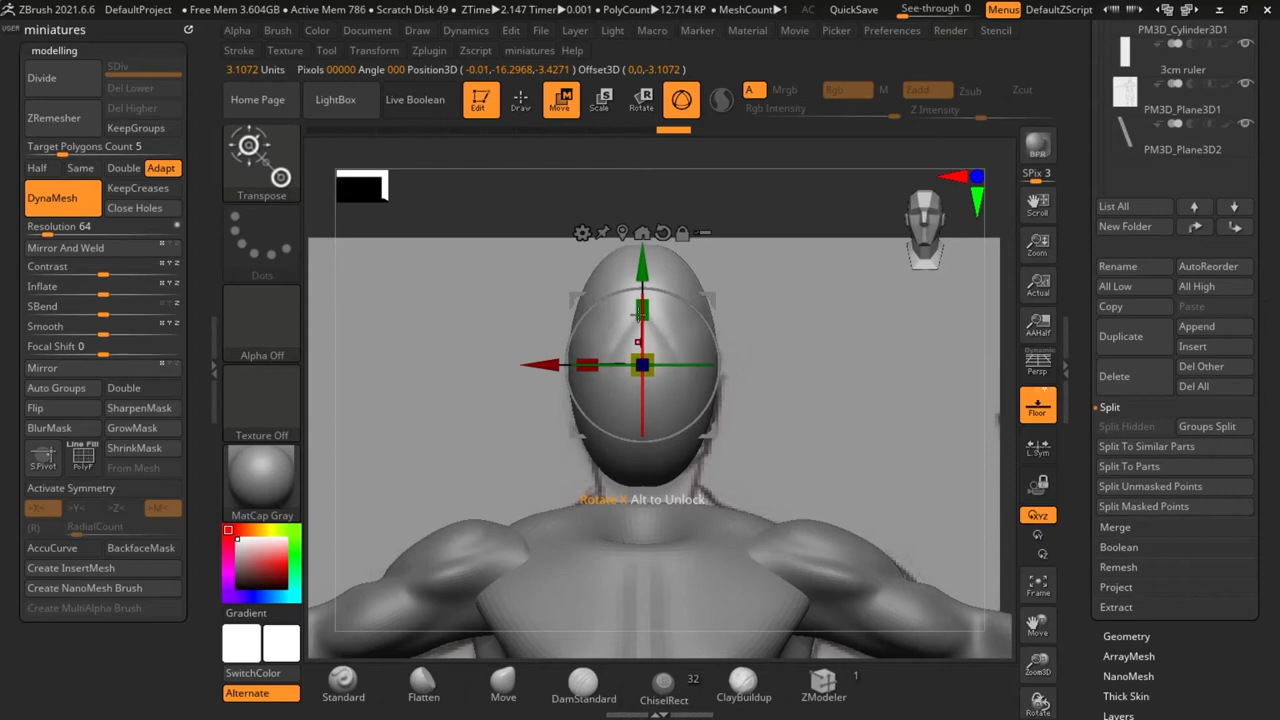 ZBrush 2021.6.6 DefaultProject • Free Mem 3.604GB • Active Mem 786 • Scratch Disk 49 • ZTime▸2.147 Timer▸0.001 • PolyCount▸12.714 KP • MeshCount▸1 AC QuickSave See-through 0 Menus DefaultZScript
USER miniatures
Alpha Brush Color Document Draw Dynamics Edit File Layer Light Macro Marker Material Movie Picker Preferences Render Stencil
Stroke Texture Tool Transform Zplugin Zscript miniatures Help
3.1072 Units Pixols 00000 Angle 000 Position3D ( -0.01,-16.2968,-3.4271 ) Offset3D ( 0,0,-3.1072 )
Home Page
LightBox
Live Boolean
Edit
Draw
Move
Scale
Rotate
A Mrgb Rgb M Zadd Zsub Zcut
Rgb Intensity Z Intensity
modelling
Divide
SDiv
Del Lower
Del Higher
ZRemesher
KeepGroups
Target Polygons Count 5
Half Same Double Adapt
DynaMesh
KeepCreases
Close Holes
Resolution 64
Mirror And Weld
Contrast
Inflate
SBend
Smooth
Focal Shift 0
Mirror
Auto Groups Double
Flip SharpenMask
BlurMask GrowMask
S.Pivot
Line Fill
PolyF
ShrinkMask
From Mesh
Activate Symmetry
>X< >Y< >Z< >M<
(R) RadialCount
AccuCurve BackfaceMask
Create InsertMesh
Create NanoMesh Brush
Create MultiAlpha Brush
Transpose
Dots
Alpha Off
Texture Off
MatCap Gray
Gradient
SwitchColor
Alternate
Rotate X Alt to Unlock
Standard
Flatten
Move
DamStandard
32
ChiselRect
ClayBuildup
1
ZModeler
BPR
SPix 3
Scroll
Zoom
Actual
AAHalf
Dynamic
Persp
Floor
L.Sym
XYZ
Y
Z
Frame
Move
Zoom3D
Rotate
PM3D_Cylinder3D1
3cm ruler
PM3D_Plane3D1
PM3D_Plane3D2
List All
New Folder
Rename AutoReorder
All Low All High
Copy Paste
Duplicate
Append
Insert
Delete
Del Other
Del All
Split
Split Hidden Groups Split
Split To Similar Parts
Split To Parts
Split Unmasked Points
Split Masked Points
Merge
Boolean
Remesh
Project
Extract
Geometry
ArrayMesh
NanoMesh
Thick Skin
Layers